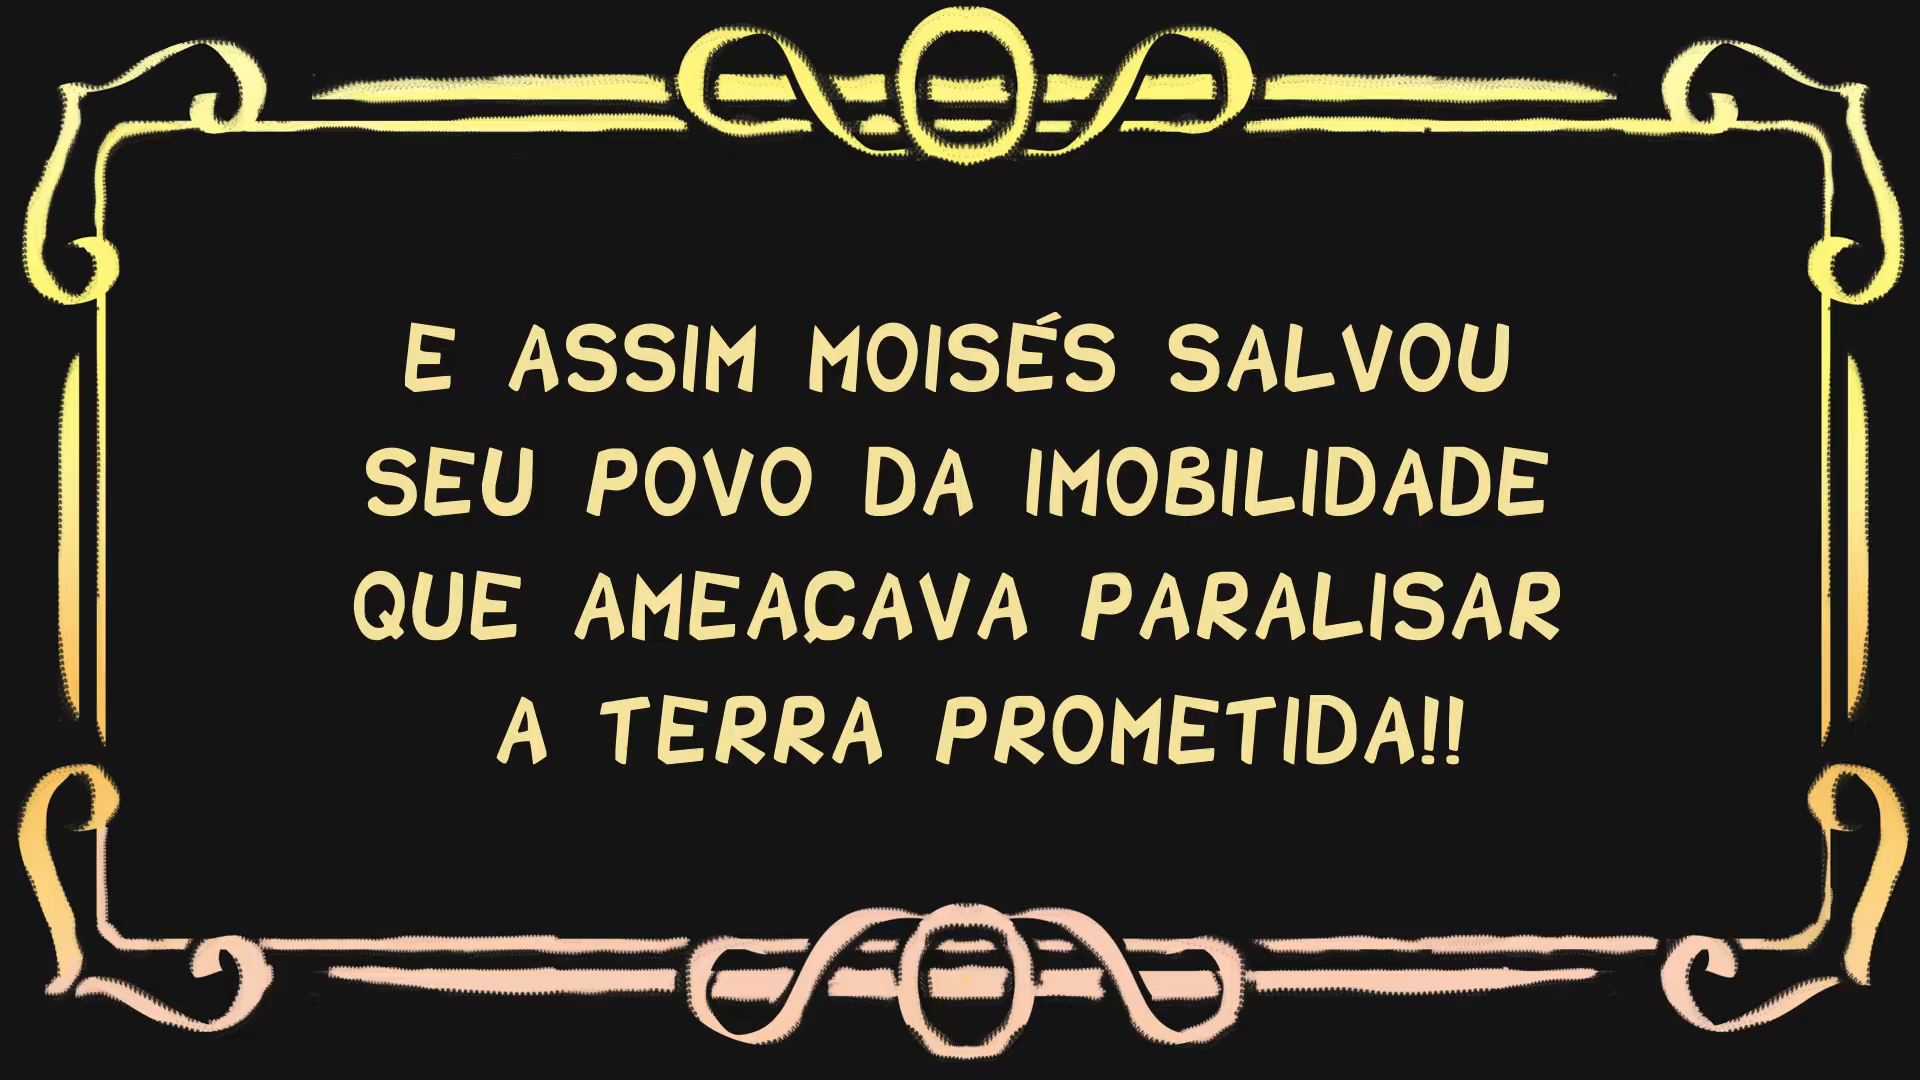 E ASSIM MOISÉS SALVOU
SEU POVO DA IMOBILIDADE
QUE AMEAÇAVA PARALISAR
A TERRA PROMETIDA!!